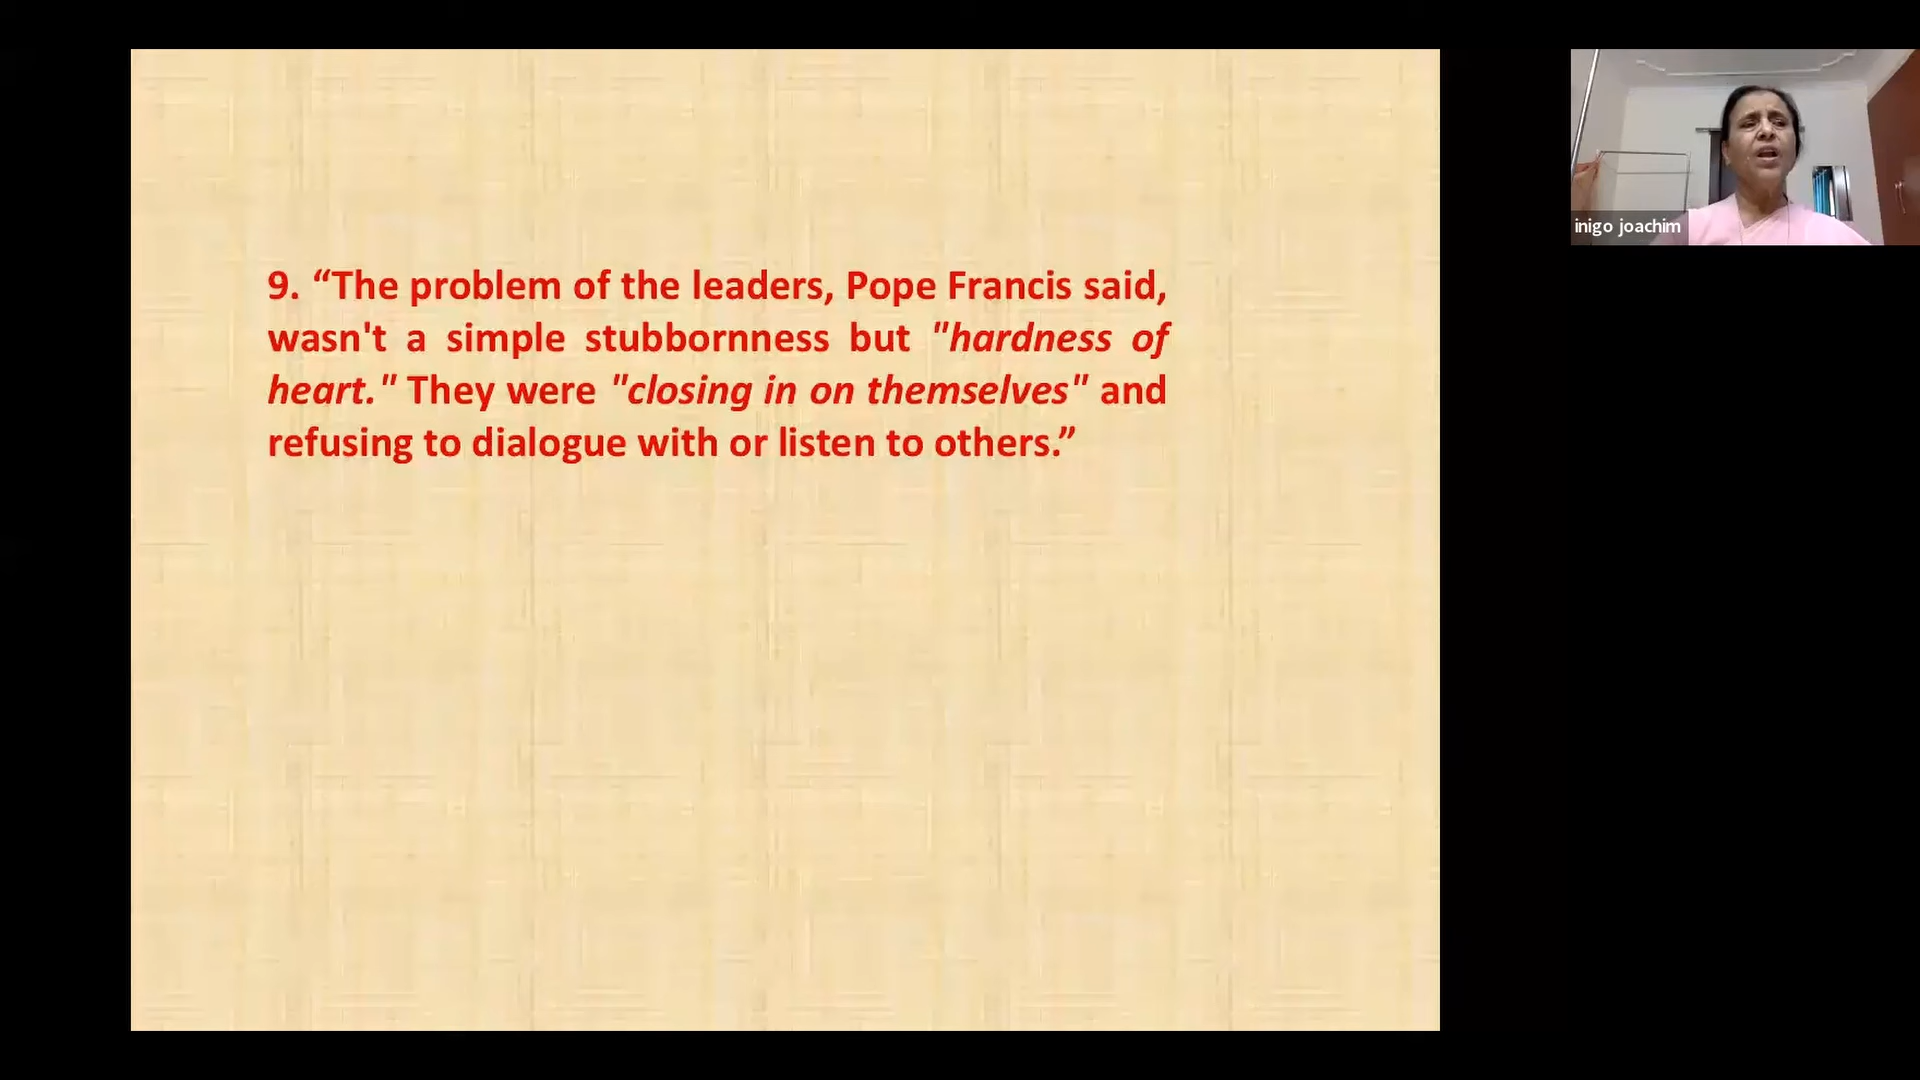 9. “The problem of the leaders, Pope Francis said,
wasn't a simple stubbornness but "hardness of
heart." They were "closing in on themselves" and
refusing to dialogue with or listen to others.”
inigo joachim